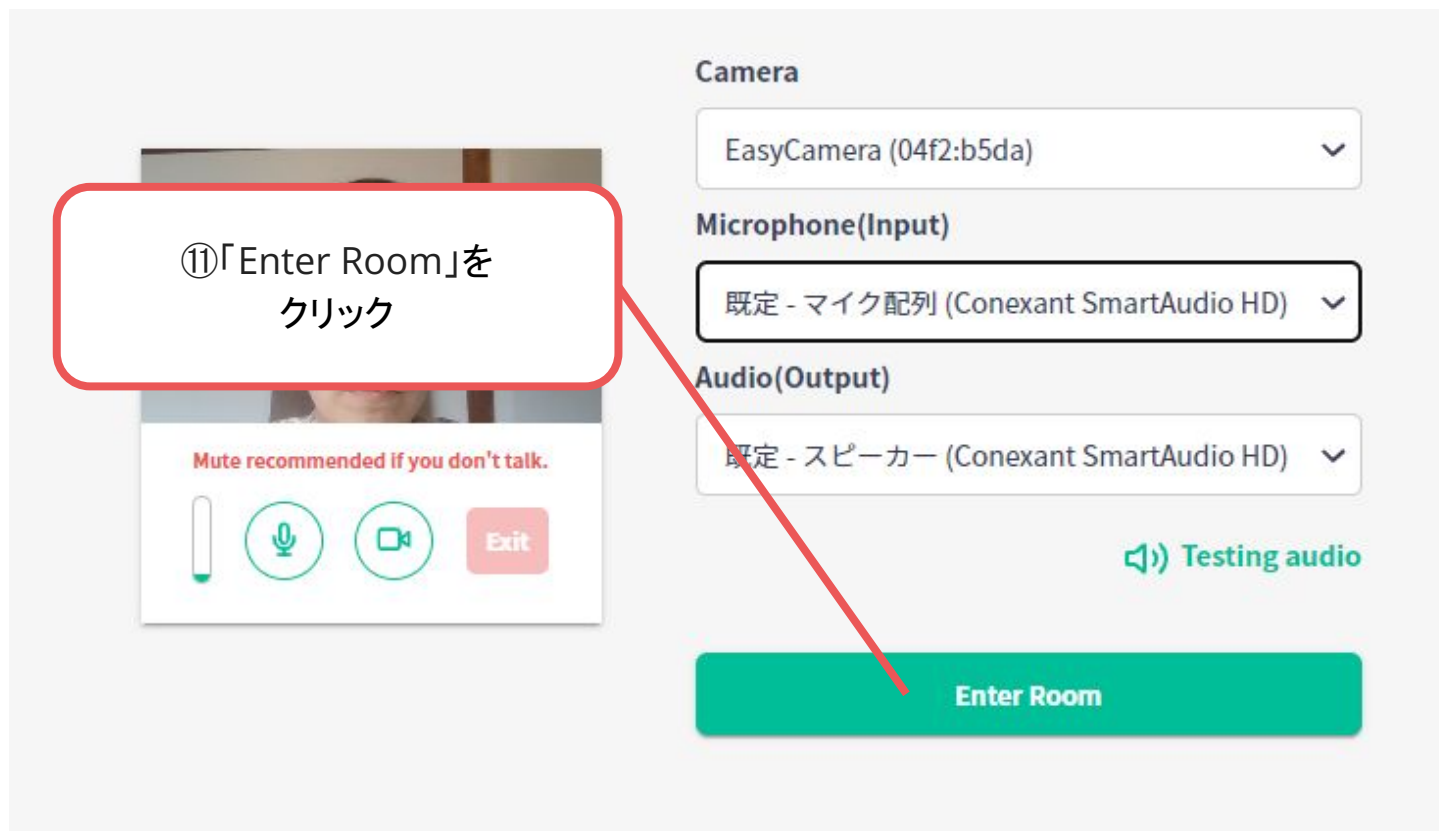 Camera
EasyCamera (04f2:b5da)
Microphone(Input)
⑪「Enter Room」を
クリック
既定 - マイク配列 (Conexant SmartAudio HD)
Audio(Output)
既定 - スピーカー (Conexant SmartAudio HD)
Mute recommended if you don't talk.
Exit
Testing audio
Enter Room